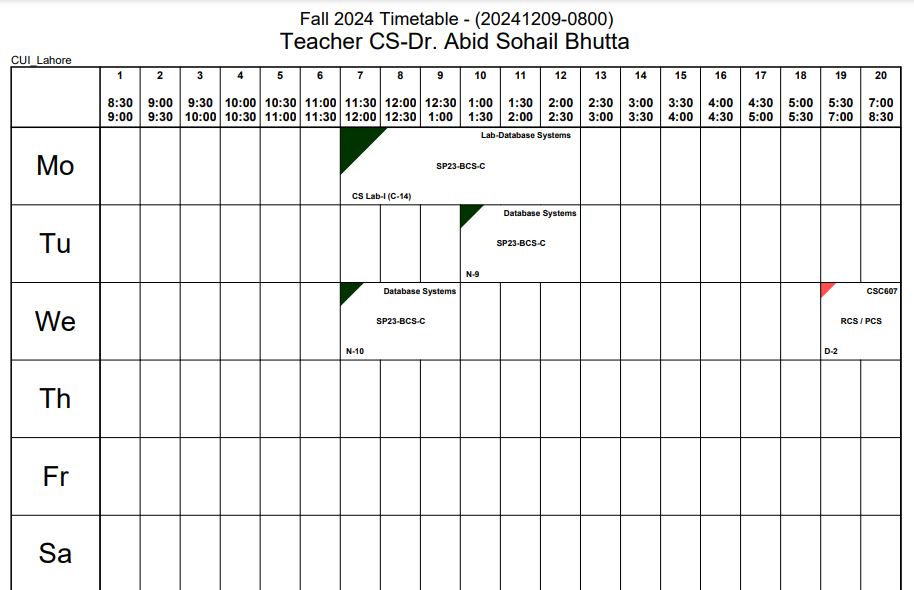 Fall 2024 Timetable - (20241209-0800)
Teacher CS-Dr. Abid Sohail Bhutta
CUI_Lahore
1 2 3 4 5 6 7 8 9 10 11 12 13 14 15 16 17 18 19 20
8:30 9:00 9:30 10:00 10:30 11:00 11:30 12:00 12:30 1:00 1:30 2:00 2:30 3:00 3:30 4:00 4:30 5:00 5:30 7:00
9:00 9:30 10:00 10:30 11:00 11:30 12:00 12:30 1:00 1:30 2:00 2:30 3:00 3:30 4:00 4:30 5:00 5:30 7:00 8:30
Lab-Database Systems
Mo SP23-BCS-C
CS Lab-I (C-14)
Database Systems
Tu SP23-BCS-C
N-9
Database Systems CSC607
We SP23-BCS-C RCS / PCS
N-10 D-2
Th
Fr
Sa